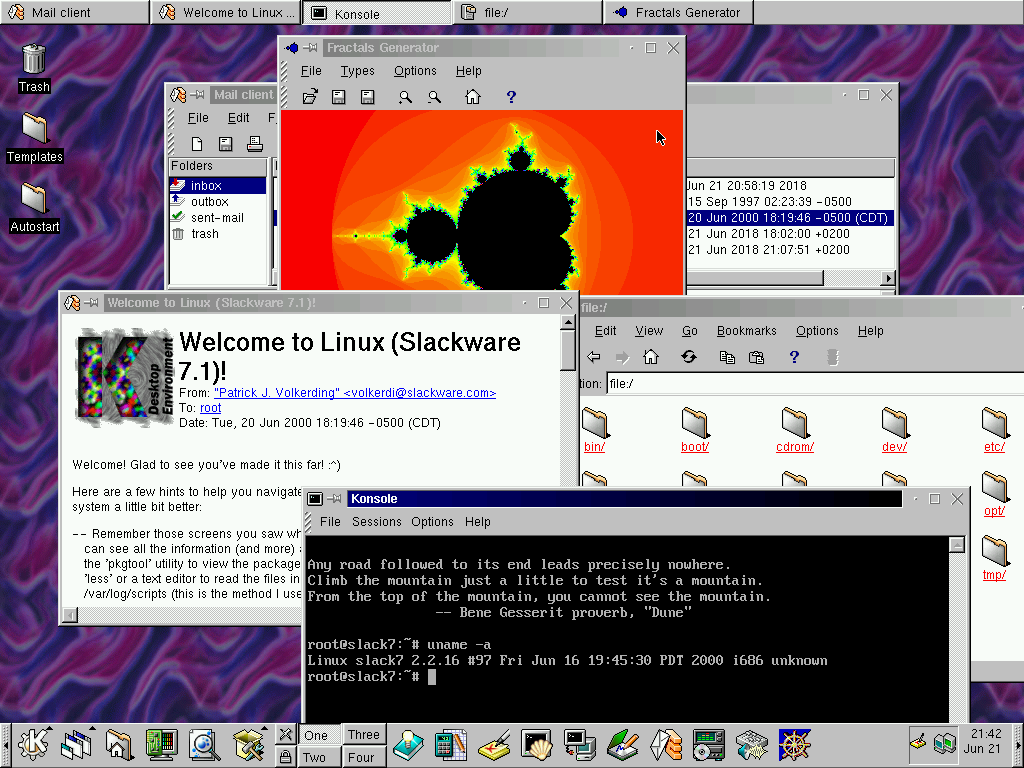 Mail client
Welcome to Linux ...
Konsole
file:/
Fractals Generator
Trash
Templates
Autostart
Fractals Generator
File Types Options Help
?
Mail client
File Edit F
Folders
inbox
outbox
sent-mail
trash
Jun 21 20:58:19 2018
15 Sep 1997 02:23:39 -0500
20 Jun 2000 18:19:46 -0500 (CDT)
21 Jun 2018 18:02:00 +0200
21 Jun 2018 21:07:51 +0200
Welcome to Linux (Slackware 7.1)!
K Desktop Environment
Welcome to Linux (Slackware
7.1)!
From: "Patrick J. Volkerding" <volkerdi@slackware.com>
To: root
Date: Tue, 20 Jun 2000 18:19:46 -0500 (CDT)
Welcome! Glad to see you've made it this far! :^)
Here are a few hints to help you navigate
system a little bit better:
-- Remember those screens you saw wh
can see all the information (and more) a
the 'pkgtool' utility to view the package
'less' or a text editor to read the files in
/var/log/scripts (this is the method I use
file:/
Edit View Go Bookmarks Options Help
?
tion: file:/
bin/
boot/
cdrom/
dev/
etc/
opt/
tmp/
Konsole
File Sessions Options Help
Any road followed to its end leads precisely nowhere.
Climb the mountain just a little to test it's a mountain.
From the top of the mountain, you cannot see the mountain.
-- Bene Gesserit proverb, "Dune"
root@slack7:~# uname -a
Linux slack7 2.2.16 #97 Fri Jun 16 19:45:30 PDT 2000 i686 unknown
root@slack7:~#
K
One
Three
Two
Four
21:42
Jun 21